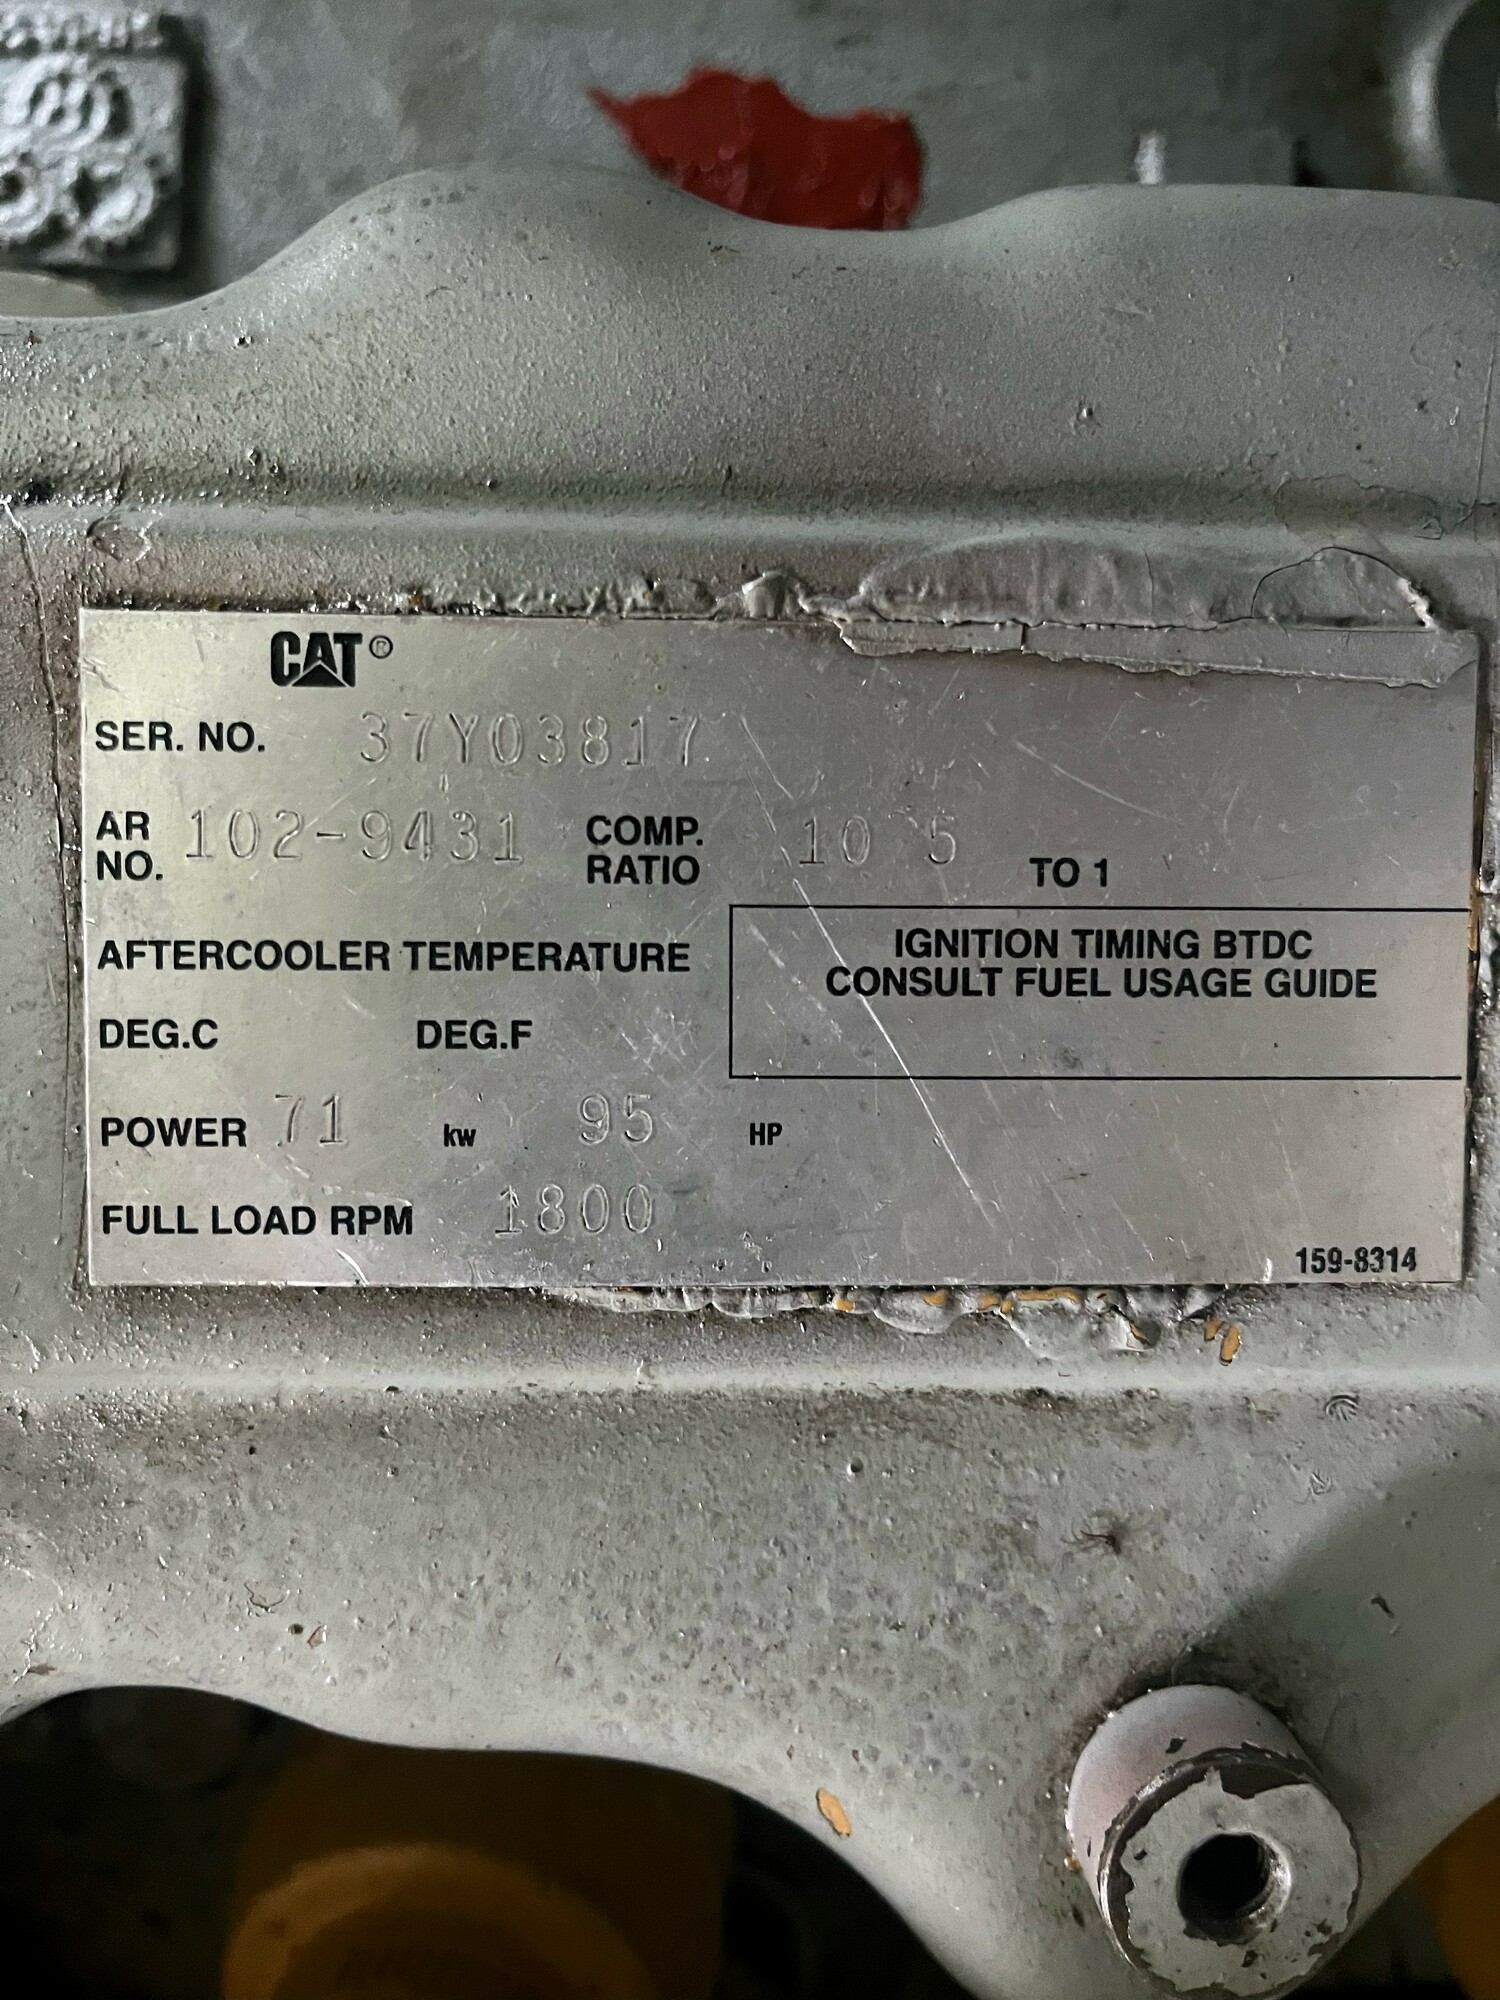 CAT®
SER. NO. 37Y03817
AR NO. 102-9431 COMP. RATIO 10 5 TO 1
AFTERCOOLER TEMPERATURE
DEG.C DEG.F
IGNITION TIMING BTDC
CONSULT FUEL USAGE GUIDE
POWER 71 kw 95 HP
FULL LOAD RPM 1800
159-8314